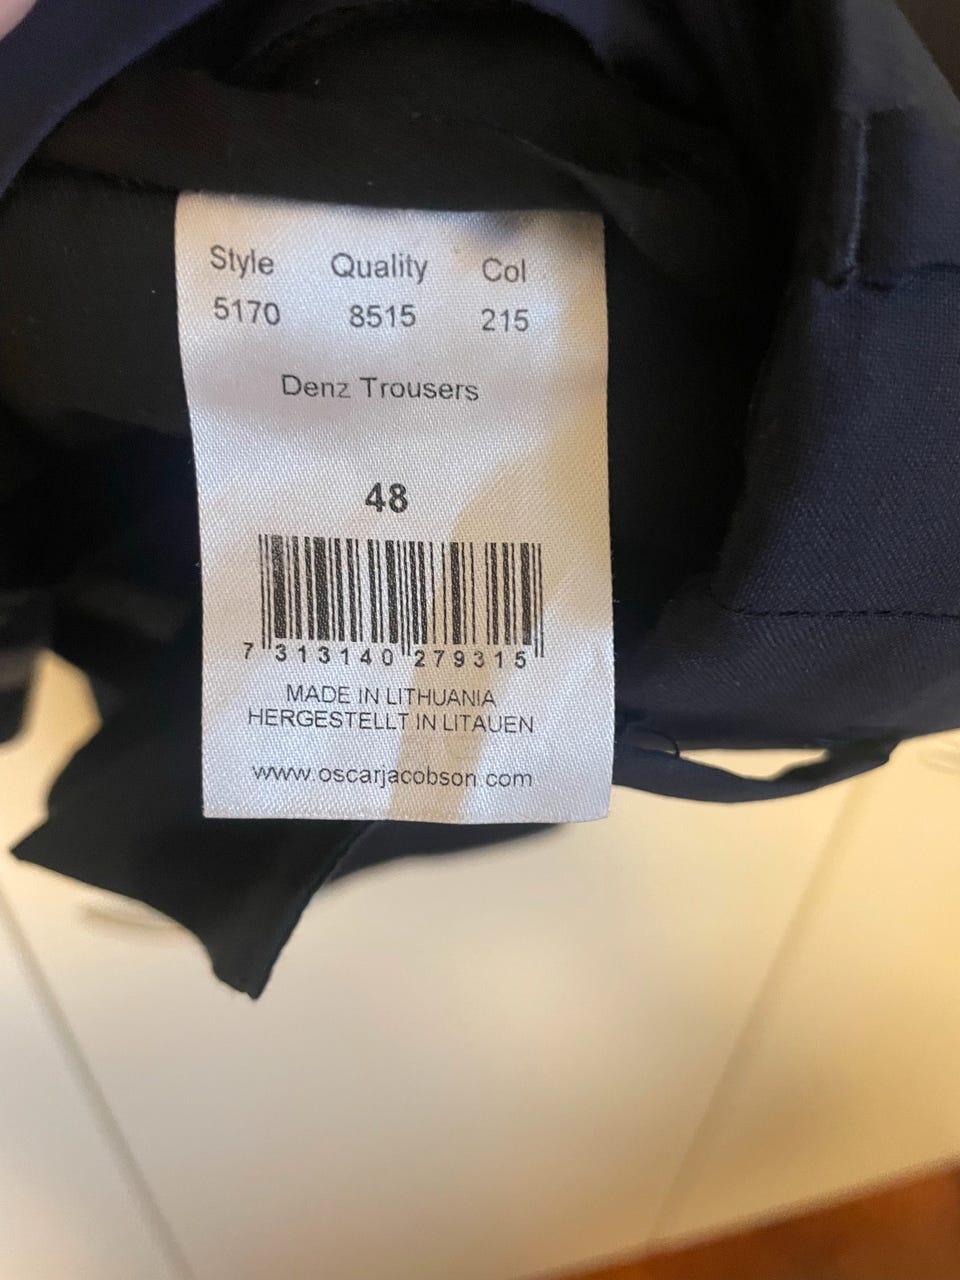 Style Quality Col
5170 8515 215
Denz Trousers
48
7 313140 279315
MADE IN LITHUANIA
HERGESTELLT IN LITAUEN
www.oscarjacobson.com